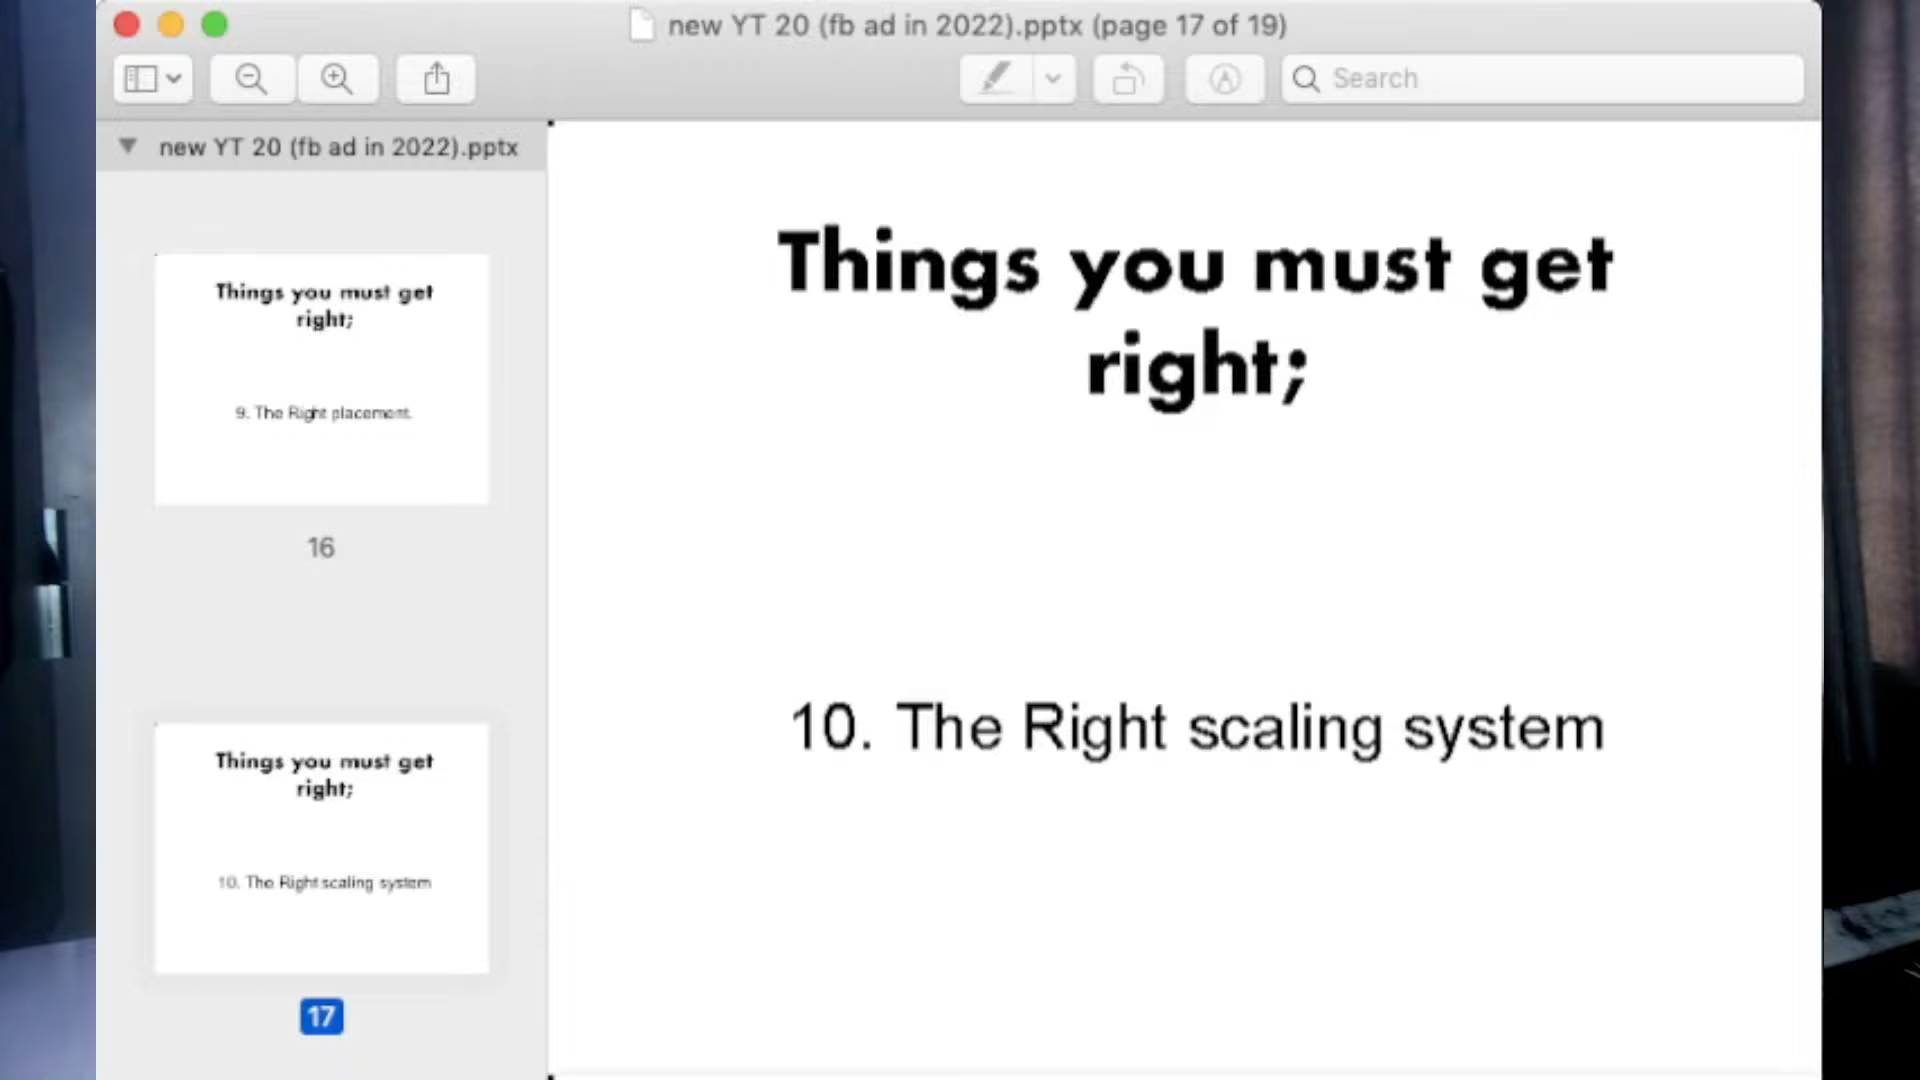 new YT 20 (fb ad in 2022).pptx (page 17 of 19)
Search
new YT 20 (fb ad in 2022).pptx
Things you must get
right;
9. The Right placement.
16
Things you must get
right;
10. The Right scaling system
17
Things you must get
right;
10. The Right scaling system